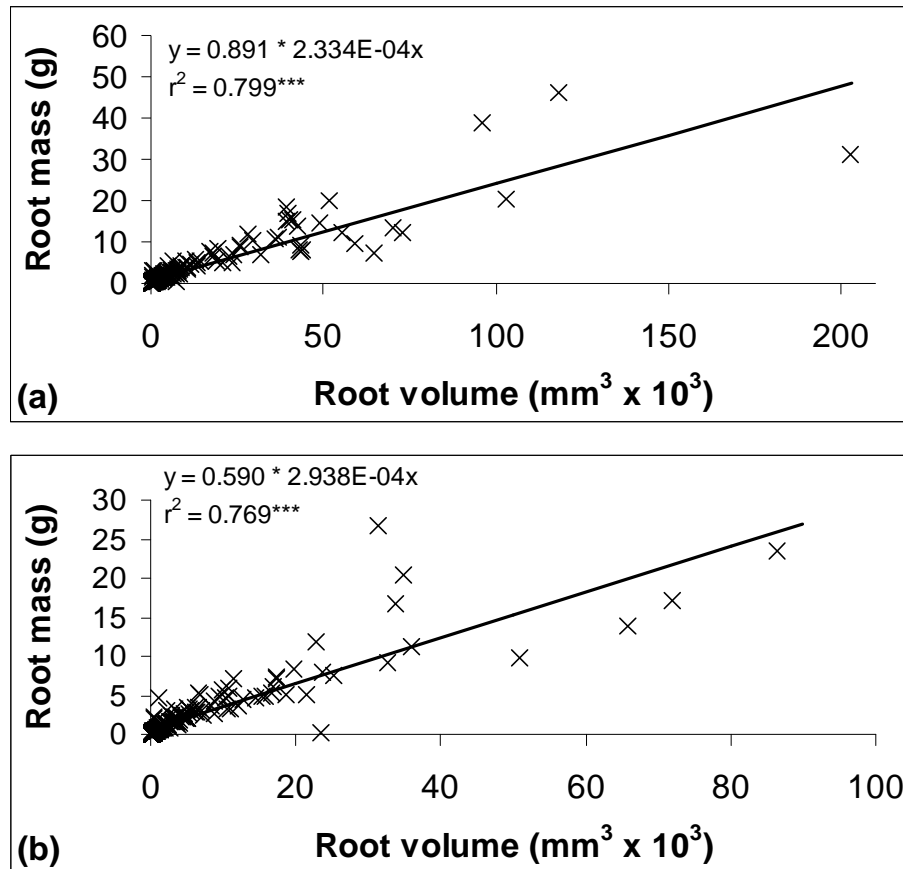 y = 0.891 * 2.334E-04x
r² = 0.799***
60
50
40
30
20
10
0
Root mass (g)
0 50 100 150 200
Root volume (mm³ x 10³)
(a)
y = 0.590 * 2.938E-04x
r² = 0.769***
30
25
20
15
10
5
0
Root mass (g)
0 20 40 60 80 100
Root volume (mm³ x 10³)
(b)